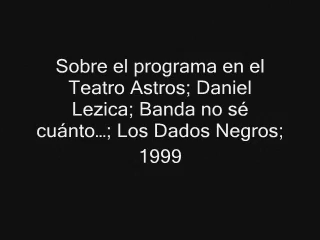 Sobre el programa en el
Teatro Astros; Daniel
Lezica; Banda no sé
cuánto…; Los Dados Negros;
1999